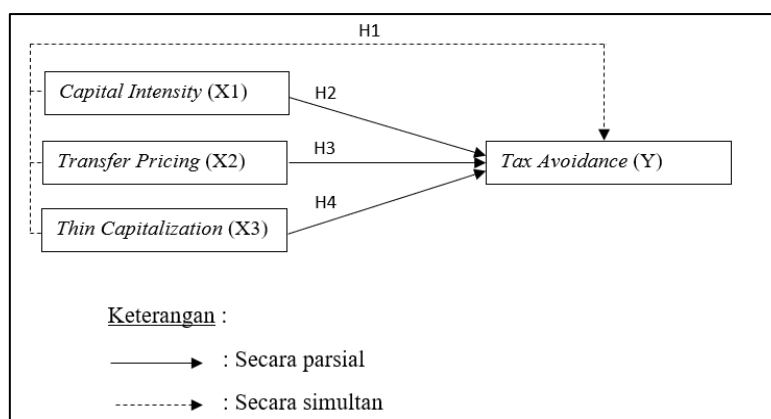 H1
Capital Intensity (X1)
H2
H3
Transfer Pricing (X2)
Tax Avoidance (Y)
H4
Thin Capitalization (X3)
Keterangan :
: Secara parsial
: Secara simultan